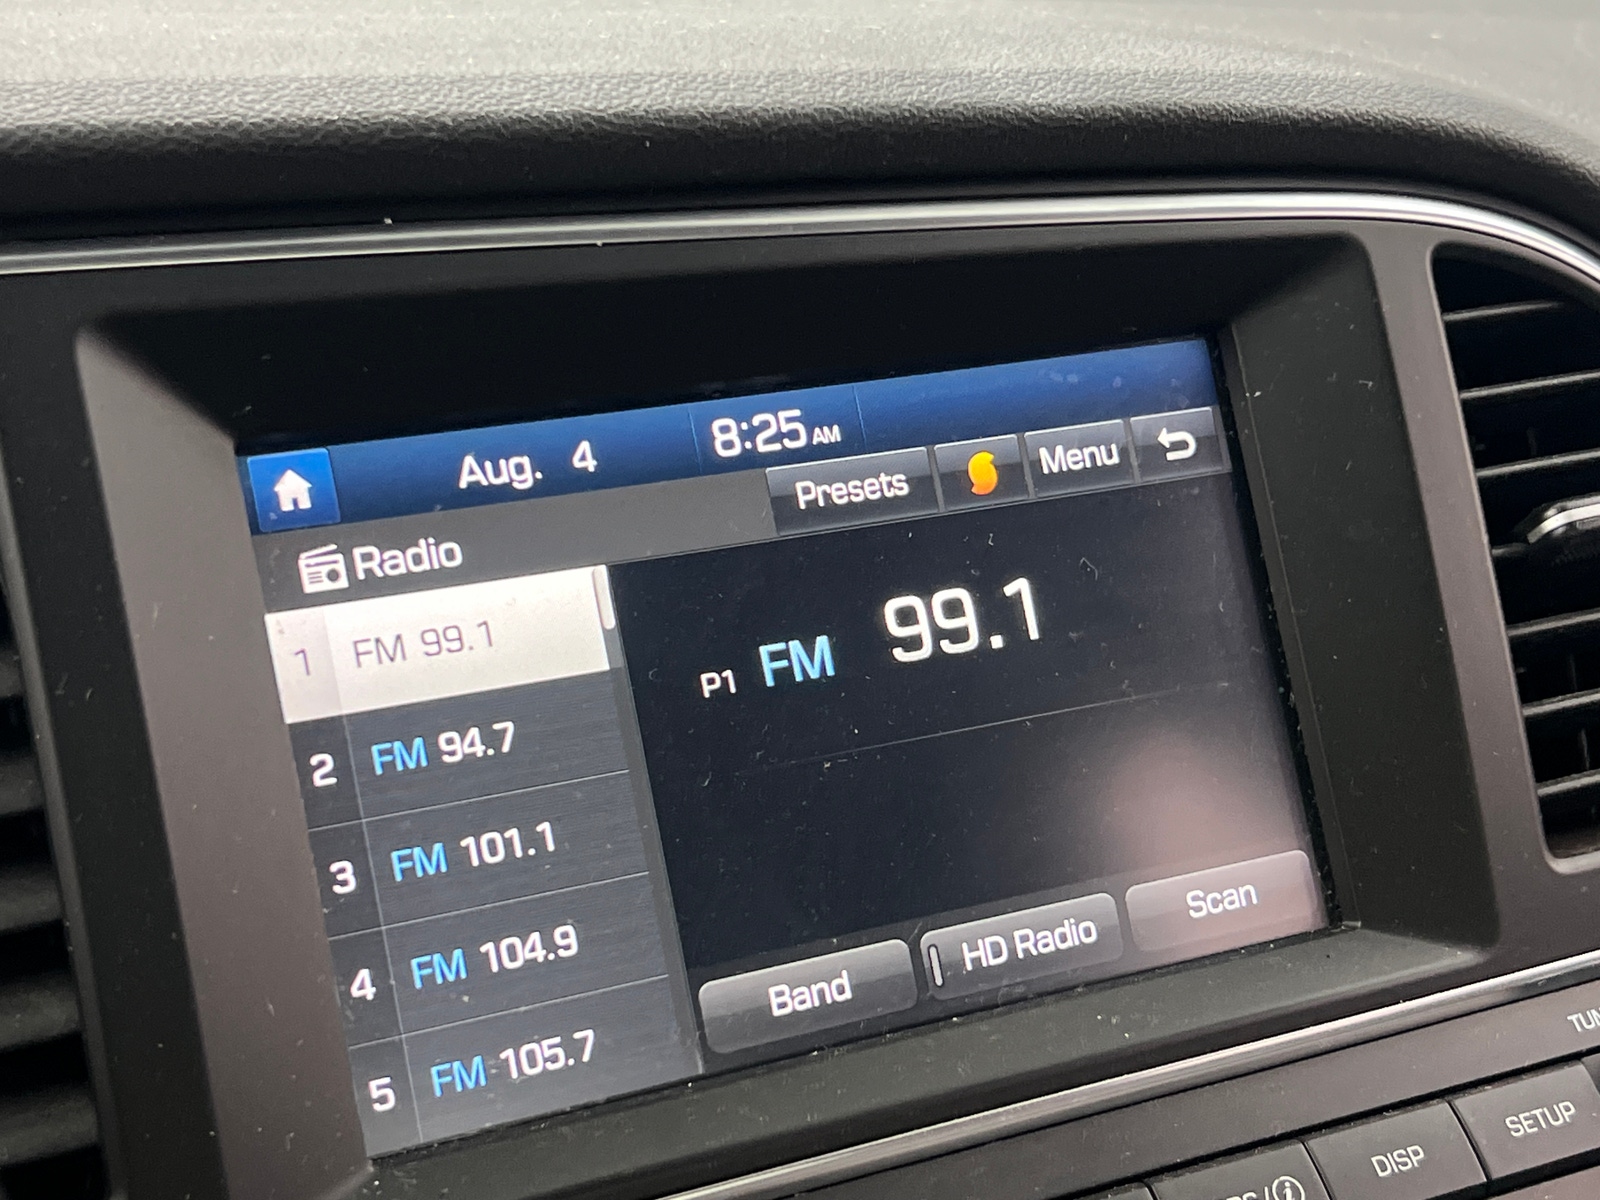 Aug. 4 8:25 AM
Presets Menu
Radio
1 FM 99.1
2 FM 94.7
3 FM 101.1
4 FM 104.9
5 FM 105.7
P1 FM 99.1
Band HD Radio Scan
DISP SETUP